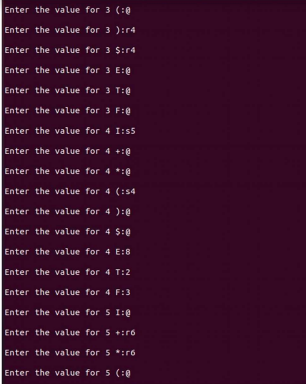 Enter the value for 3 (:@
Enter the value for 3 ):r4
Enter the value for 3 $:r4
Enter the value for 3 E:@
Enter the value for 3 T:@
Enter the value for 3 F:@
Enter the value for 4 I:s5
Enter the value for 4 +:@
Enter the value for 4 *:@
Enter the value for 4 (:s4
Enter the value for 4 ):@
Enter the value for 4 $:@
Enter the value for 4 E:8
Enter the value for 4 T:2
Enter the value for 4 F:3
Enter the value for 5 I:@
Enter the value for 5 +:r6
Enter the value for 5 *:r6
Enter the value for 5 (:@